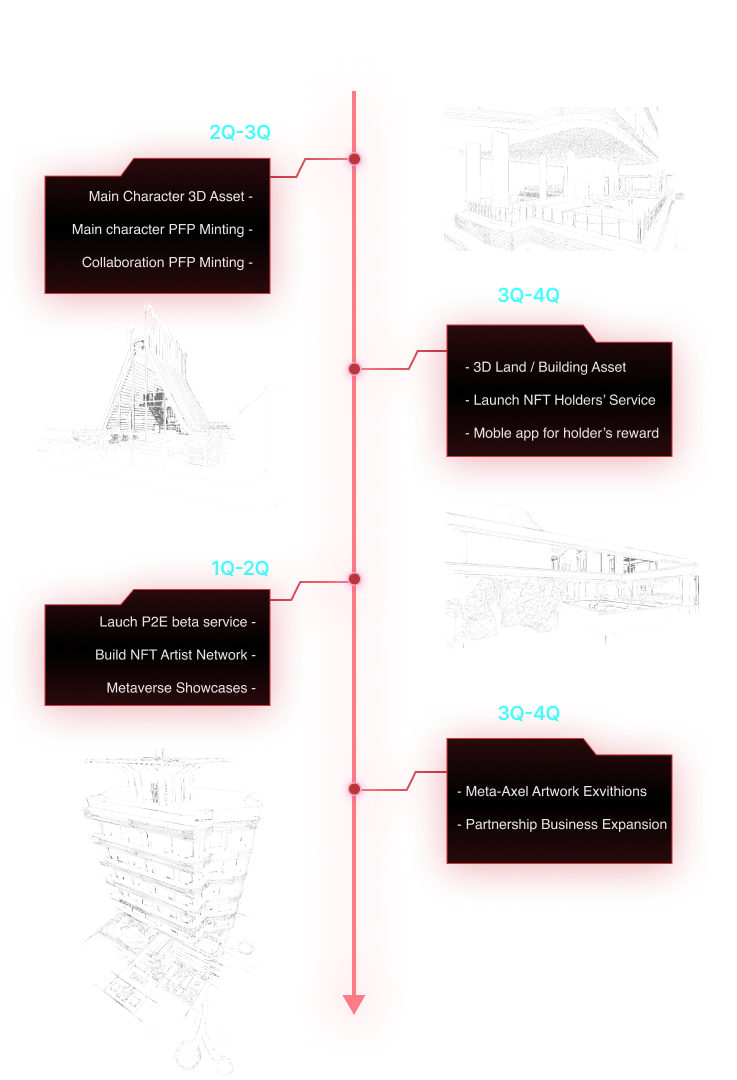 2Q-3Q
Main Character 3D Asset -
Main character PFP Minting -
Collaboration PFP Minting -
3Q-4Q
- 3D Land / Building Asset
- Launch NFT Holders’ Service
- Moble app for holder’s reward
1Q-2Q
Lauch P2E beta service -
Build NFT Artist Network -
Metaverse Showcases -
3Q-4Q
- Meta-Axel Artwork Exvithions
- Partnership Business Expansion